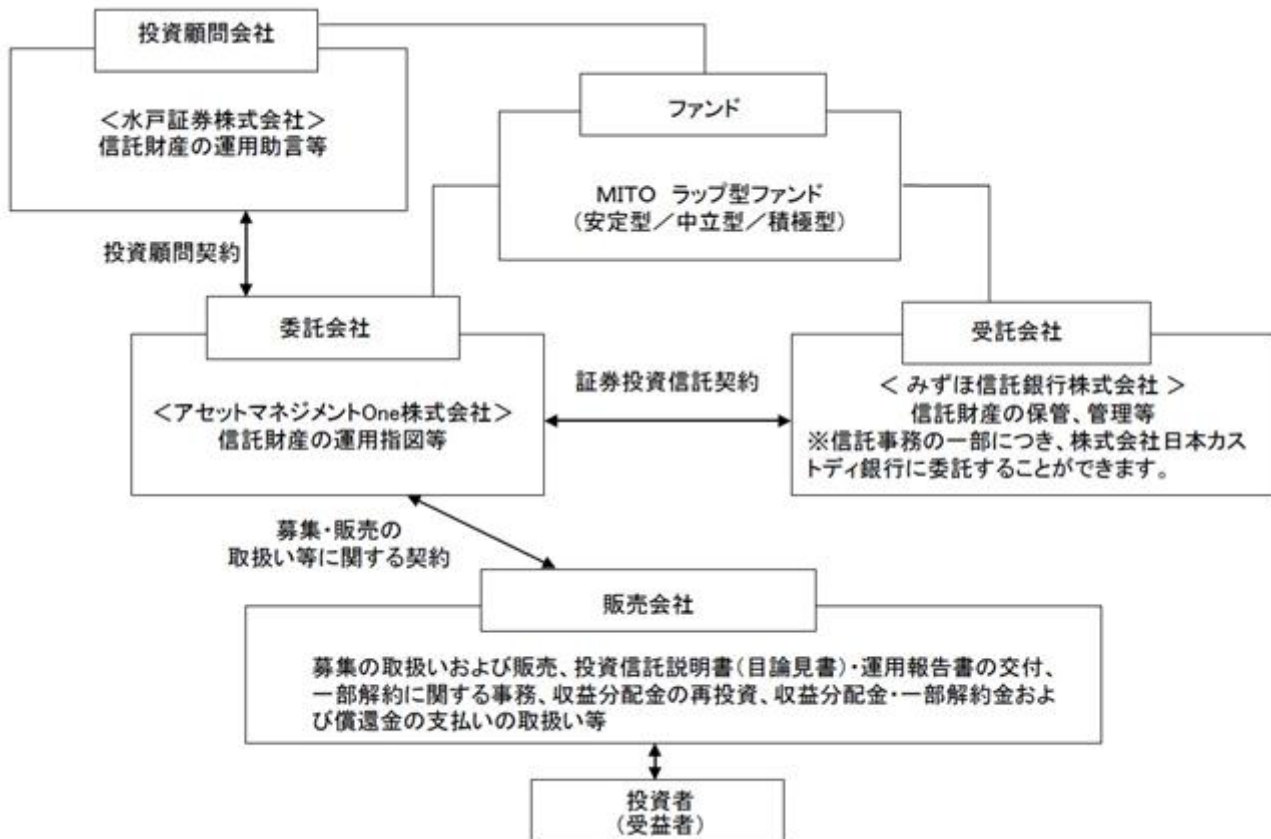 投資顧問会社
<水戸証券株式会社>
信託財産の運用助言等
ファンド
MITO ラップ型ファンド
(安定型/中立型/積極型)
投資顧問契約
委託会社
<アセットマネジメントOne株式会社>
信託財産の運用指図等
証券投資信託契約
受託会社
< みずほ信託銀行株式会社 >
信託財産の保管、管理等
※信託事務の一部につき、株式会社日本カス
トディ銀行に委託することができます。
募集・販売の
取扱い等に関する契約
販売会社
募集の取扱いおよび販売、投資信託説明書(目論見書)・運用報告書の交付、
一部解約に関する事務、収益分配金の再投資、収益分配金・一部解約金およ
び償還金の支払いの取扱い等
投資者
(受益者)